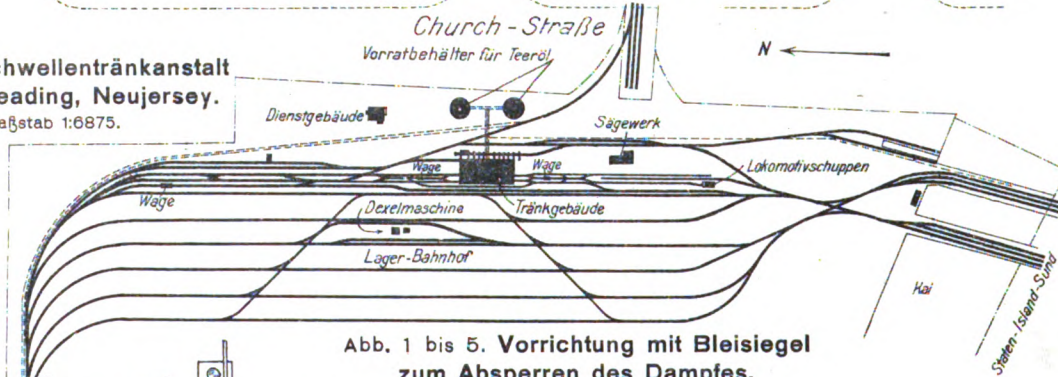 Church-Straße
Vorratbehälter für Teeröl
N
chwellentränkanstalt
eading, Neujersey.
aßstab 1:6875.
Dienstgebäude
Sägewerk
Wage
Wage
Lokomotivschuppen
Wage
Dexelmaschine
Tränkgebäude
Lager-Bahnhof
Kai
Staten-Island-Sund
Abb. 1 bis 5. Vorrichtung mit Bleisiegel
zum Absperren des Dampfes.